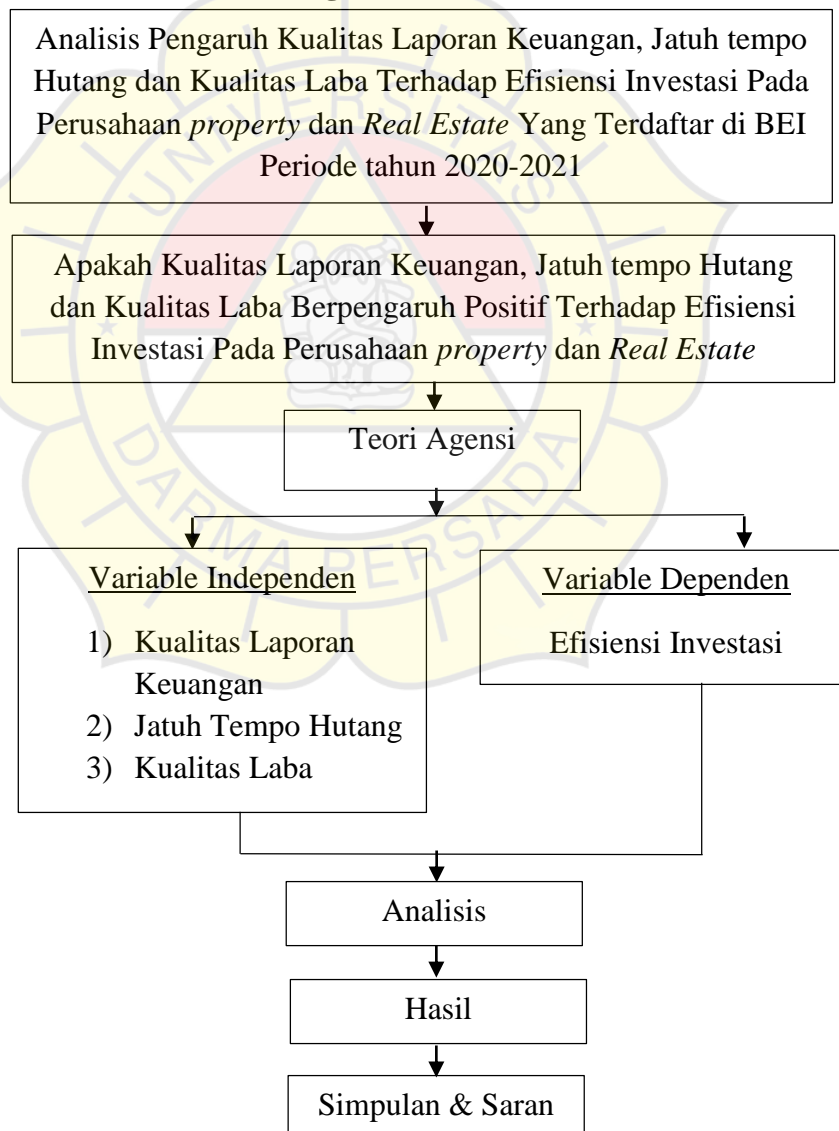 Analisis Pengaruh Kualitas Laporan Keuangan, Jatuh tempo
Hutang dan Kualitas Laba Terhadap Efisiensi Investasi Pada
Perusahaan property dan Real Estate Yang Terdaftar di BEI
Periode tahun 2020-2021
Apakah Kualitas Laporan Keuangan, Jatuh tempo Hutang
dan Kualitas Laba Berpengaruh Positif Terhadap Efisiensi
Investasi Pada Perusahaan property dan Real Estate
Teori Agensi
Variable Independen
1) Kualitas Laporan
Keuangan
2) Jatuh Tempo Hutang
3) Kualitas Laba
Variable Dependen
Efisiensi Investasi
Analisis
Hasil
Simpulan & Saran
UNIVERSITAS
DARMA PERSADA